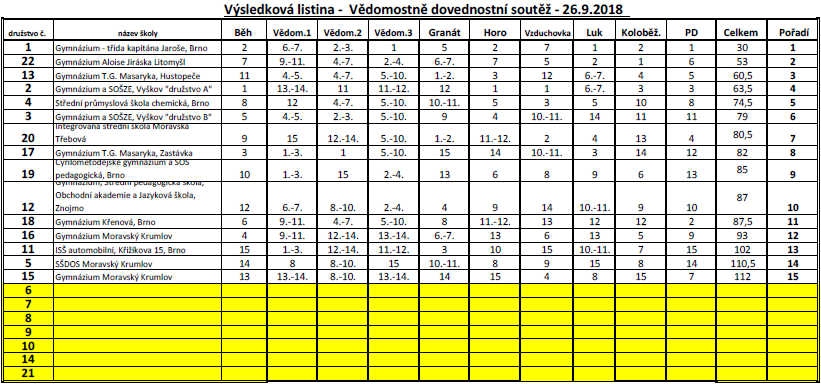 Výsledková listina - Vědomostně dovednostní soutěž - 26.9.2018
družstvo č. název školy Běh Vědom.1 Vědom.2 Vědom.3 Granát Horo Vzduchovka Luk Koloběž. PD Celkem Pořadí
1 Gymnázium - třída kapitána Jaroše, Brno 2 6.-7. 2.-3. 1 5 2 7 1 2 1 30 1
22 Gymnázium Aloise Jiráska Litomyšl 7 9.-11. 4.-7. 2.-4. 6.-7. 7 5 2 1 6 53 2
13 Gymnázium T.G. Masaryka, Hustopeče 11 4.-5. 4.-7. 5.-10. 1.-2. 3 12 6.-7. 4 5 60,5 3
2 Gymnázium a SOŠZE, Vyškov "družstvo A" 1 13.-14. 11 11.-12. 12 1 1 6.-7. 3 3 63,5 4
4 Střední průmyslová škola chemická, Brno 8 12 4.-7. 5.-10. 10.-11. 5 3 5 10 8 74,5 5
3 Gymnázium a SOŠZE, Vyškov "družstvo B" 5 4.-5. 2.-3. 5.-10. 9 4 10.-11. 14 11 11 79 6
Integrovaná střední škola Moravská
20 Třebová 9 15 12.-14. 5.-10. 1.-2. 11.-12. 2 4 13 4 80,5 7
17 Gymnázium T.G. Masaryka, Zastávka 3 1.-3. 1 5.-10. 15 14 10.-11. 3 14 12 82 8
Cyrilometodějské gymnázium a SOŠ
19 pedagogická, Brno 10 1.-3. 15 2.-4. 13 6 8 9 6 13 85 9
Gymnázium, Střední pedagogická škola,
Obchodní akademie a Jazyková škola,
12 Znojmo 12 6.-7. 8.-10. 2.-4. 4 9 14 10.-11. 9 10 87 10
18 Gymnázium Křenová, Brno 6 9.-11. 4.-7. 5.-10. 8 11.-12. 13 12 12 2 87,5 11
16 Gymnázium Moravský Krumlov 4 9.-11. 12.-14. 13.-14. 6.-7. 13 6 13 5 9 93 12
11 ISŠ automobilní, Křižíkova 15, Brno 15 1.-3. 12.-14. 11.-12. 3 10 15 10.-11. 7 15 102 13
5 SŠDOS Moravský Krumlov 14 8 8.-10. 15 10.-11. 8 9 15 8 14 110,5 14
15 Gymnázium Moravský Krumlov 13 13.-14. 8.-10. 13.-14. 14 15 4 8 15 7 112 15
6
7
8
9
10
14
21